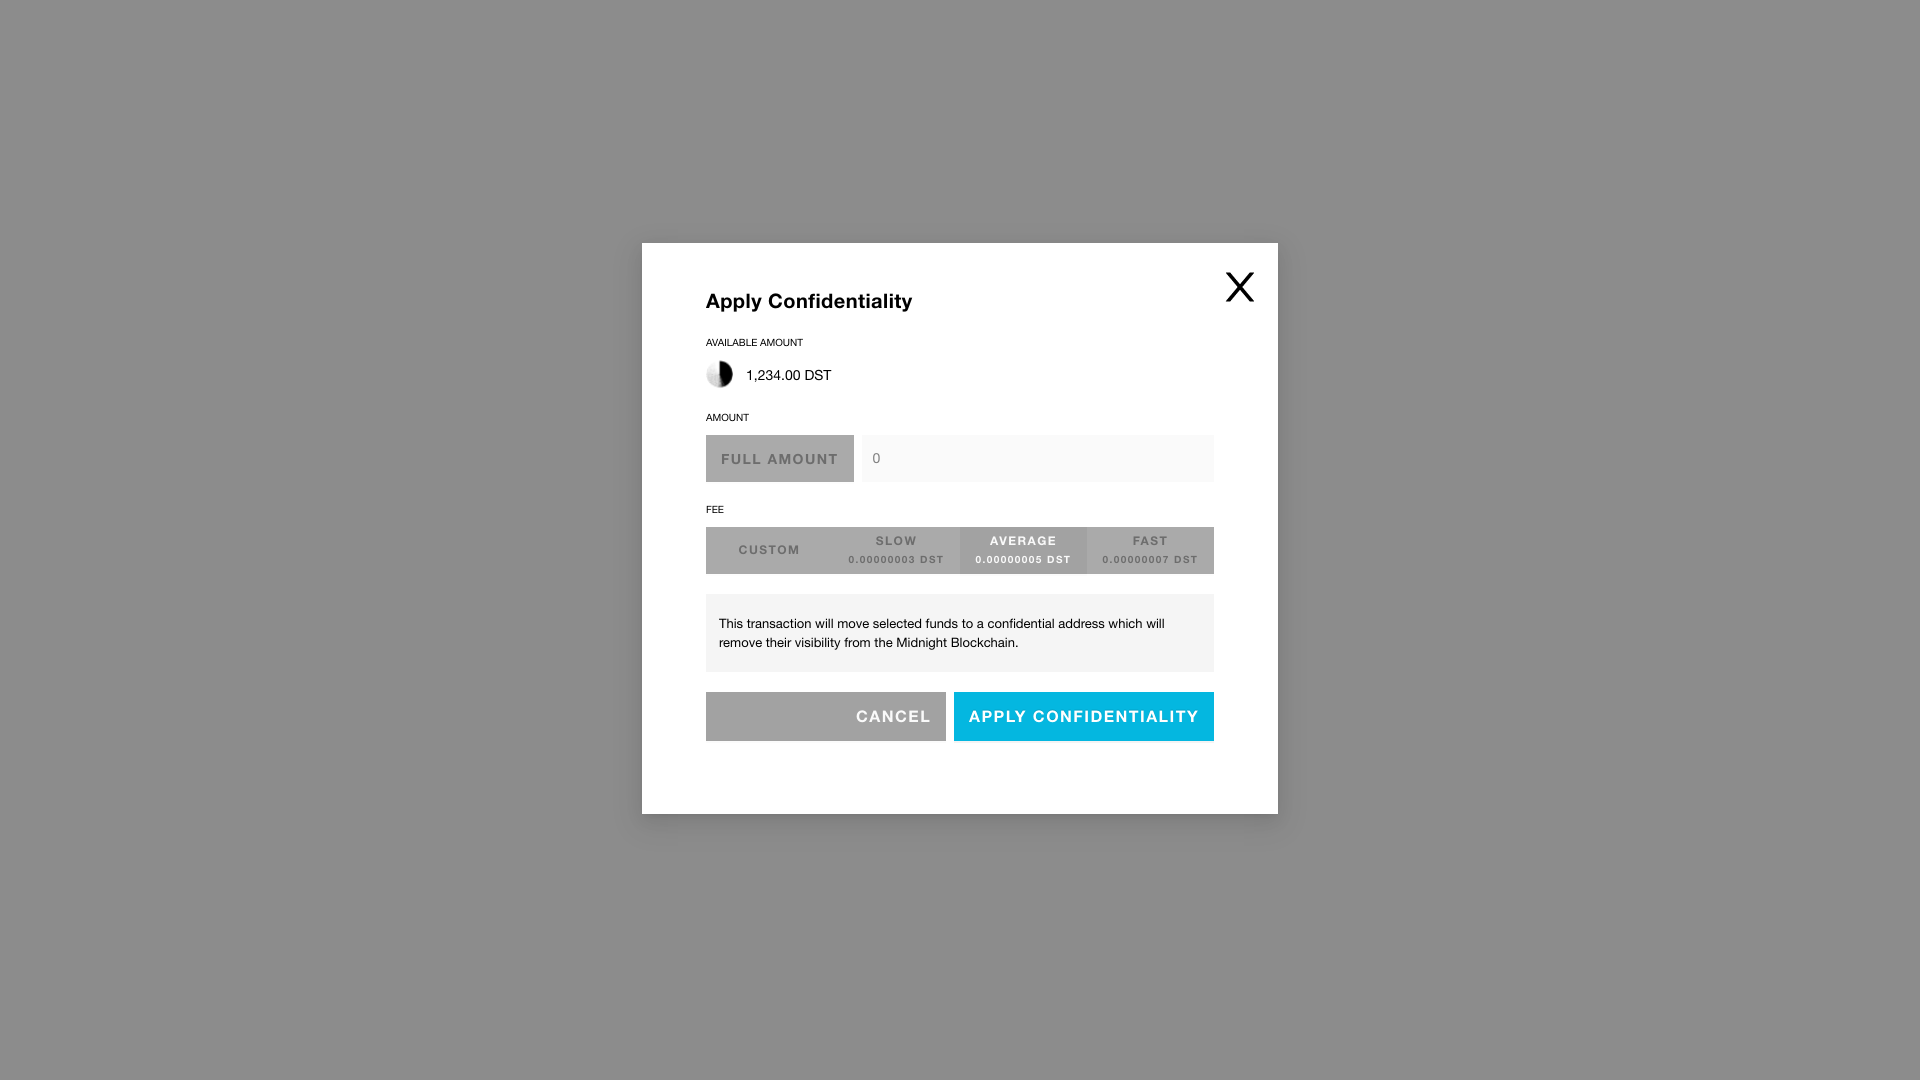 Apply Confidentiality
X
AVAILABLE AMOUNT
1,234.00 DST
AMOUNT
FULL AMOUNT
0
FEE
CUSTOM
SLOW
0.00000003 DST
AVERAGE
0.00000005 DST
FAST
0.00000007 DST
This transaction will move selected funds to a confidential address which will
remove their visibility from the Midnight Blockchain.
CANCEL
APPLY CONFIDENTIALITY